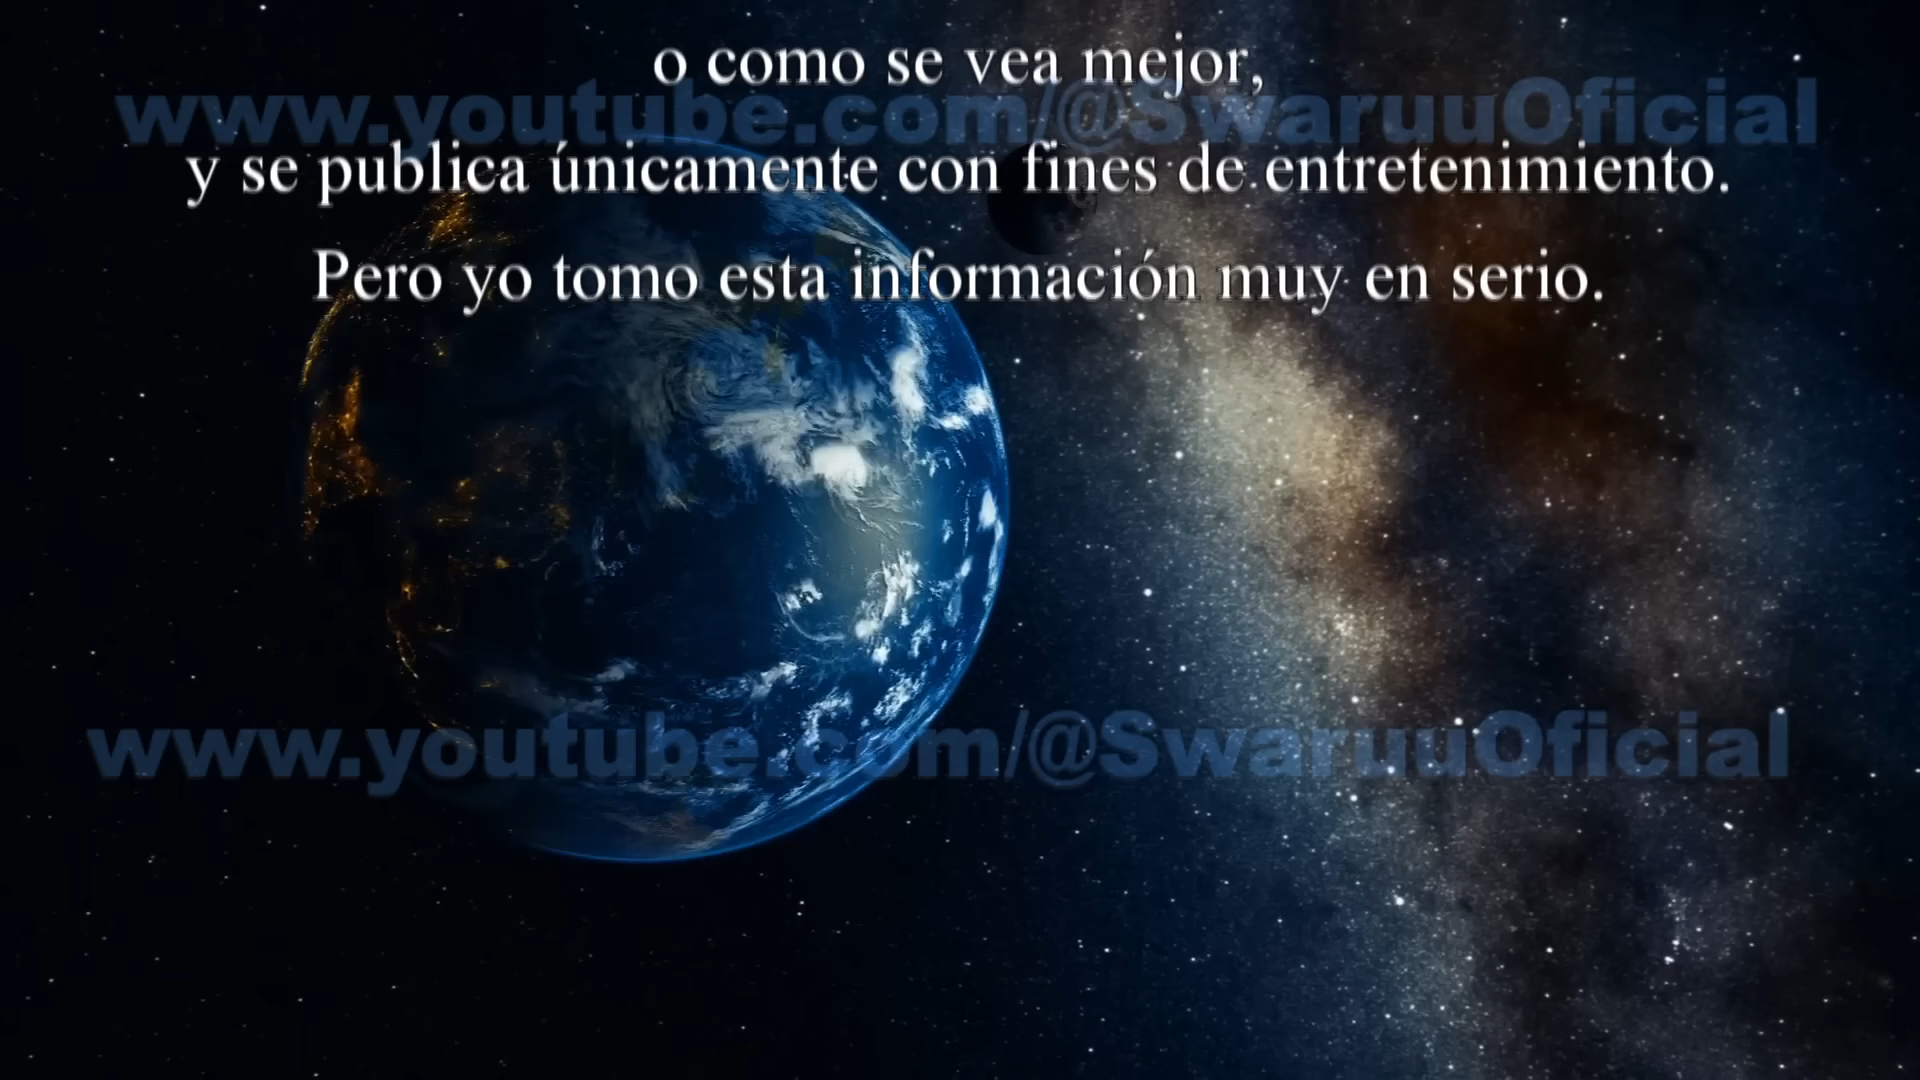 o como se vea mejor,
www.youtube.com/@SwaruuOficial
y se publica únicamente con fines de entretenimiento.
Pero yo tomo esta información muy en serio.
www.youtube.com/@SwaruuOficial